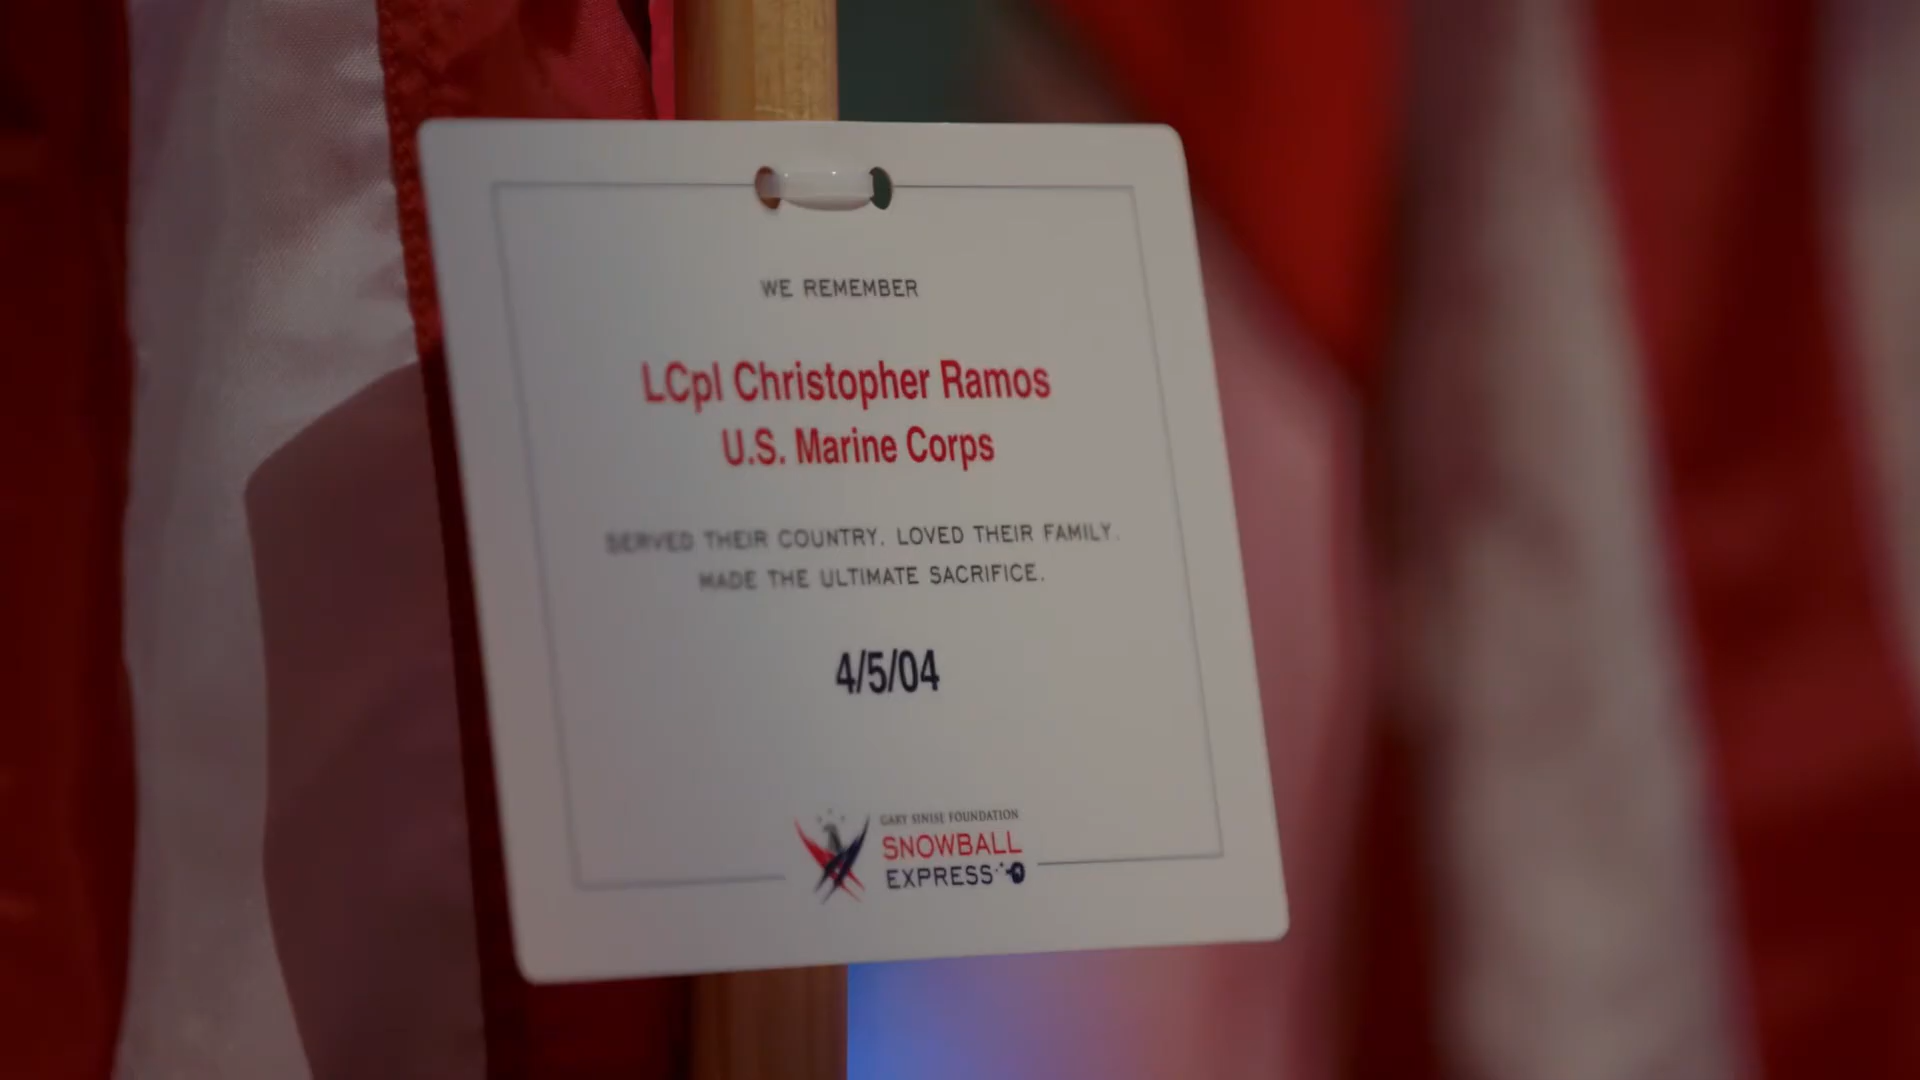 WE REMEMBER
LCpl Christopher Ramos
U.S. Marine Corps
SERVED THEIR COUNTRY. LOVED THEIR FAMILY.
MADE THE ULTIMATE SACRIFICE.
4/5/04
GARY SINISE FOUNDATION
SNOWBALL
EXPRESS